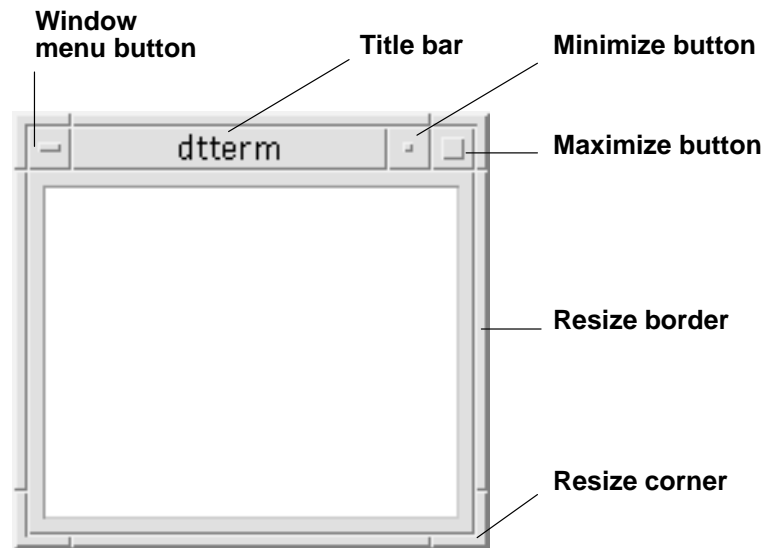 Window
menu button
Title bar
Minimize button
dtterm
Maximize button
Resize border
Resize corner